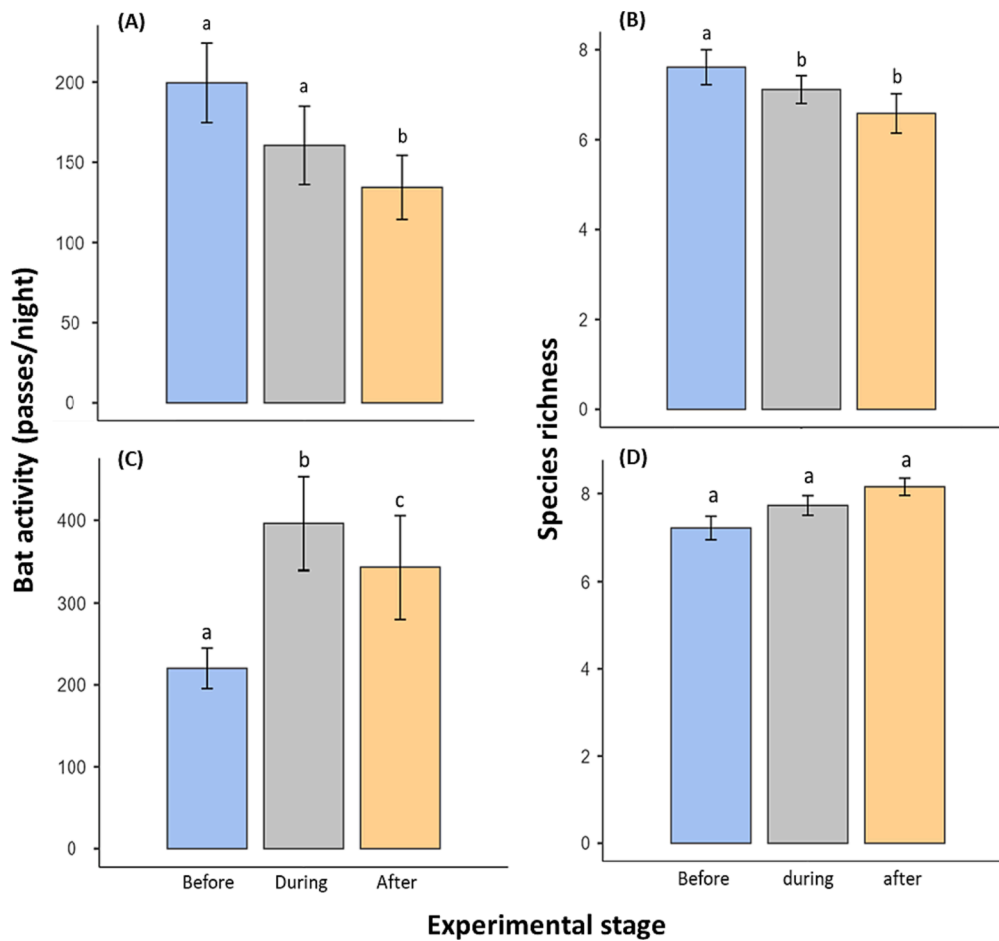 (A)
a
a
b
200
150
100
50
0
(B)
a
b
b
8
6
4
2
0
(C)
a
b
c
400
300
200
100
0
Before
During
After
(D)
a
a
a
8
6
4
2
0
Before
during
after
Bat activity (passes/night)
Species richness
Experimental stage